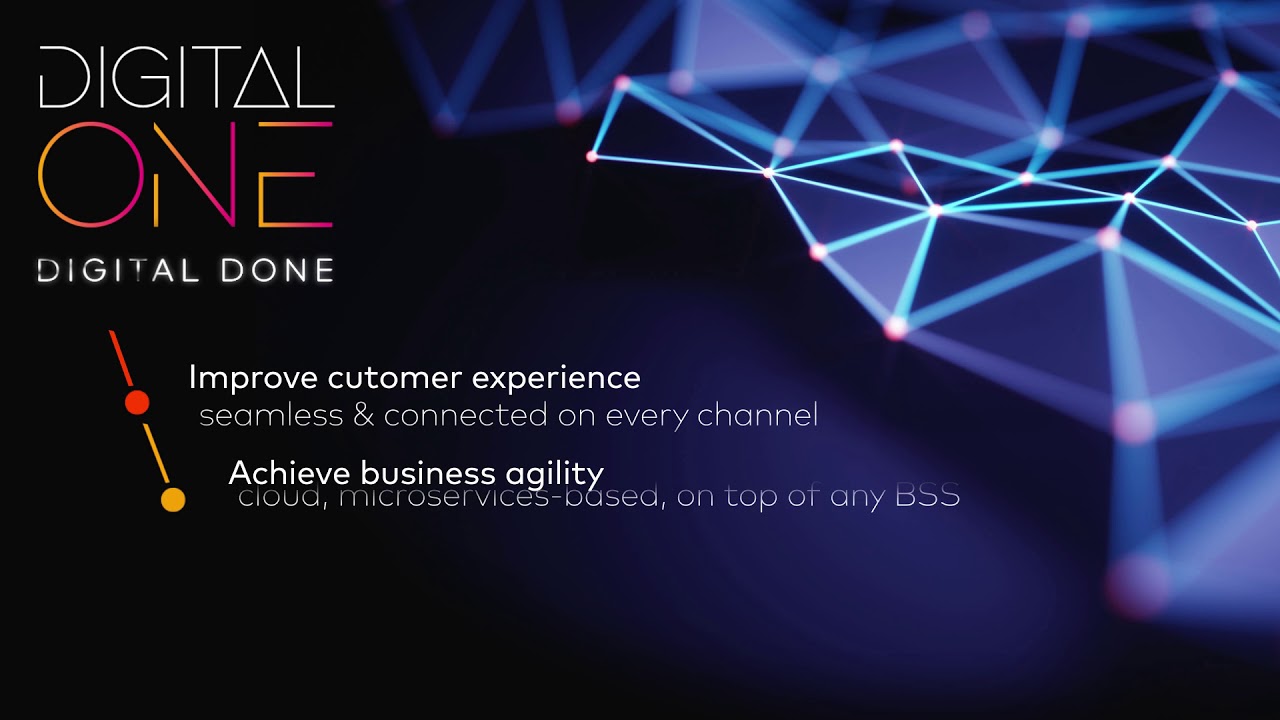 DIGITAL
ONE
DIGITAL DONE
Improve cutomer experience
seamless & connected on every channel
Achieve business agility
cloud, microservices-based, on top of any BSS